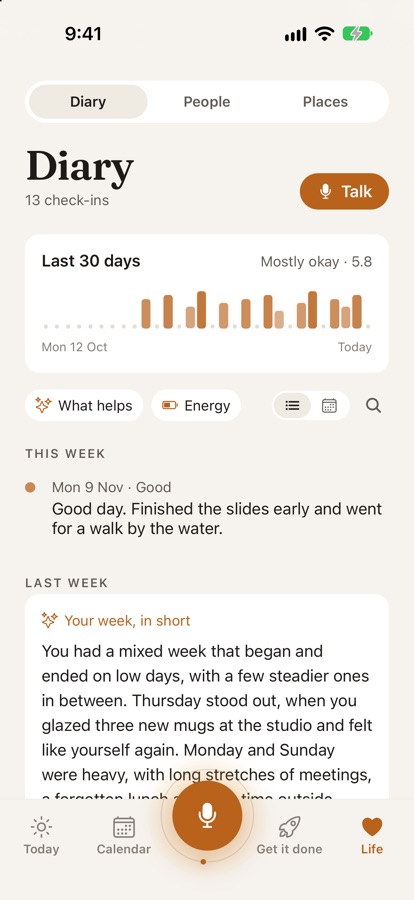 9:41
Diary People Places
Diary
13 check-ins
Talk
Last 30 days Mostly okay · 5.8
Mon 12 Oct Today
What helps Energy
THIS WEEK
Mon 9 Nov · Good
Good day. Finished the slides early and went
for a walk by the water.
LAST WEEK
Your week, in short
You had a mixed week that began and
ended on low days, with a few steadier ones
in between. Thursday stood out, when you
glazed three new mugs at the studio and felt
like yourself again. Monday and Sunday
were heavy, with long stretches of meetings,
a forgotten lunch time outside
Today Calendar Get it done Life